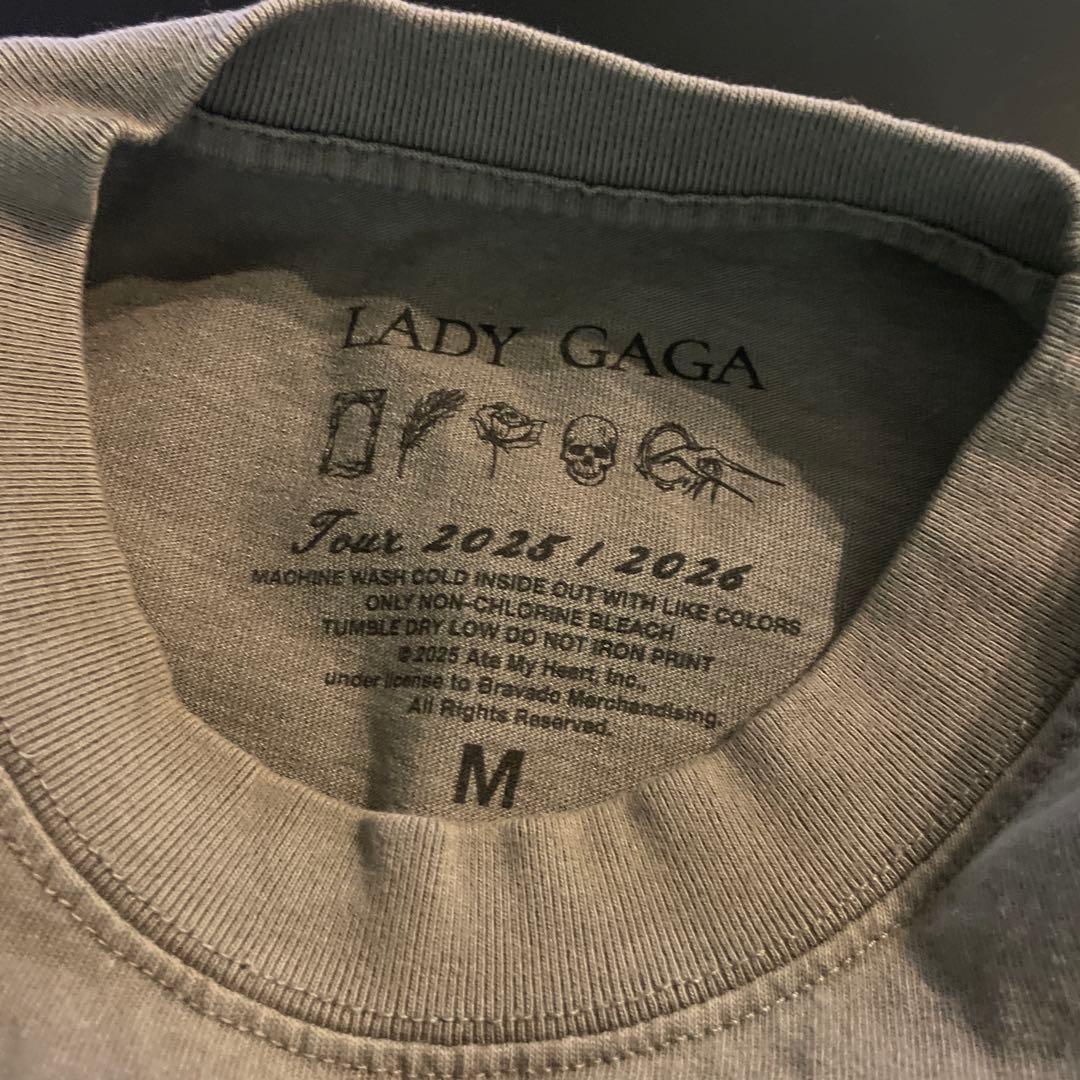 LADY GAGA
Tour 2025 / 2026
MACHINE WASH COLD INSIDE OUT WITH LIKE COLORS
ONLY NON-CHLORINE BLEACH
TUMBLE DRY LOW DO NOT IRON PRINT
©2025 Ate My Heart, Inc.,
under license to Bravado Merchandising.
All Rights Reserved.
M